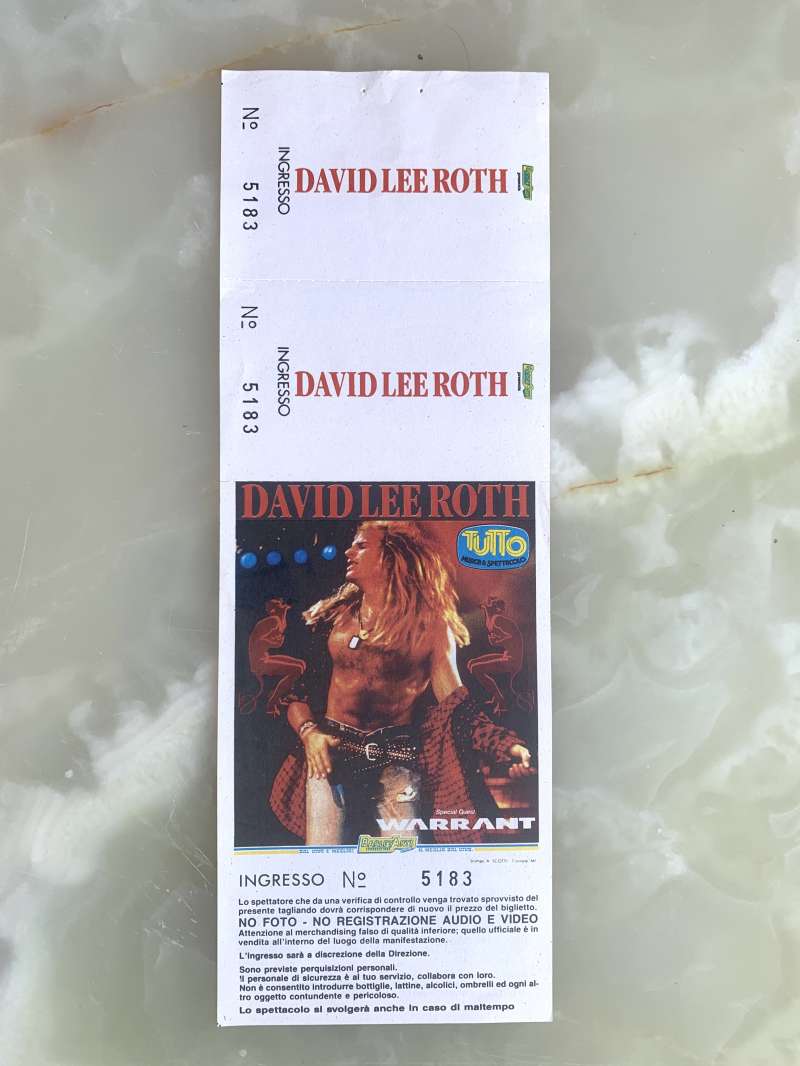 Nº 5183
INGRESSO
DAVID LEE ROTH
Nº 5183
INGRESSO
DAVID LEE ROTH
DAVID LEE ROTH
TUTTO
MUSICA & SPETTACOLO
Special Guest
WARRANT
INGRESSO Nº 5183
Lo spettatore che da una verifica di controllo venga trovato sprovvisto del
presente tagliando dovrà corrispondere di nuovo il prezzo del biglietto.
NO FOTO - NO REGISTRAZIONE AUDIO E VIDEO
Attenzione al merchandising falso di qualità inferiore; quello ufficiale è in
vendita all'interno del luogo della manifestazione.
L'ingresso sarà a discrezione della Direzione.
Sono previste perquisizioni personali.
Il personale di sicurezza è al tuo servizio, collabora con loro.
Non è consentito introdurre bottiglie, lattine, alcolici, ombrelli ed ogni al-
tro oggetto contundente e pericoloso.
Lo spettacolo si svolgerà anche in caso di maltempo